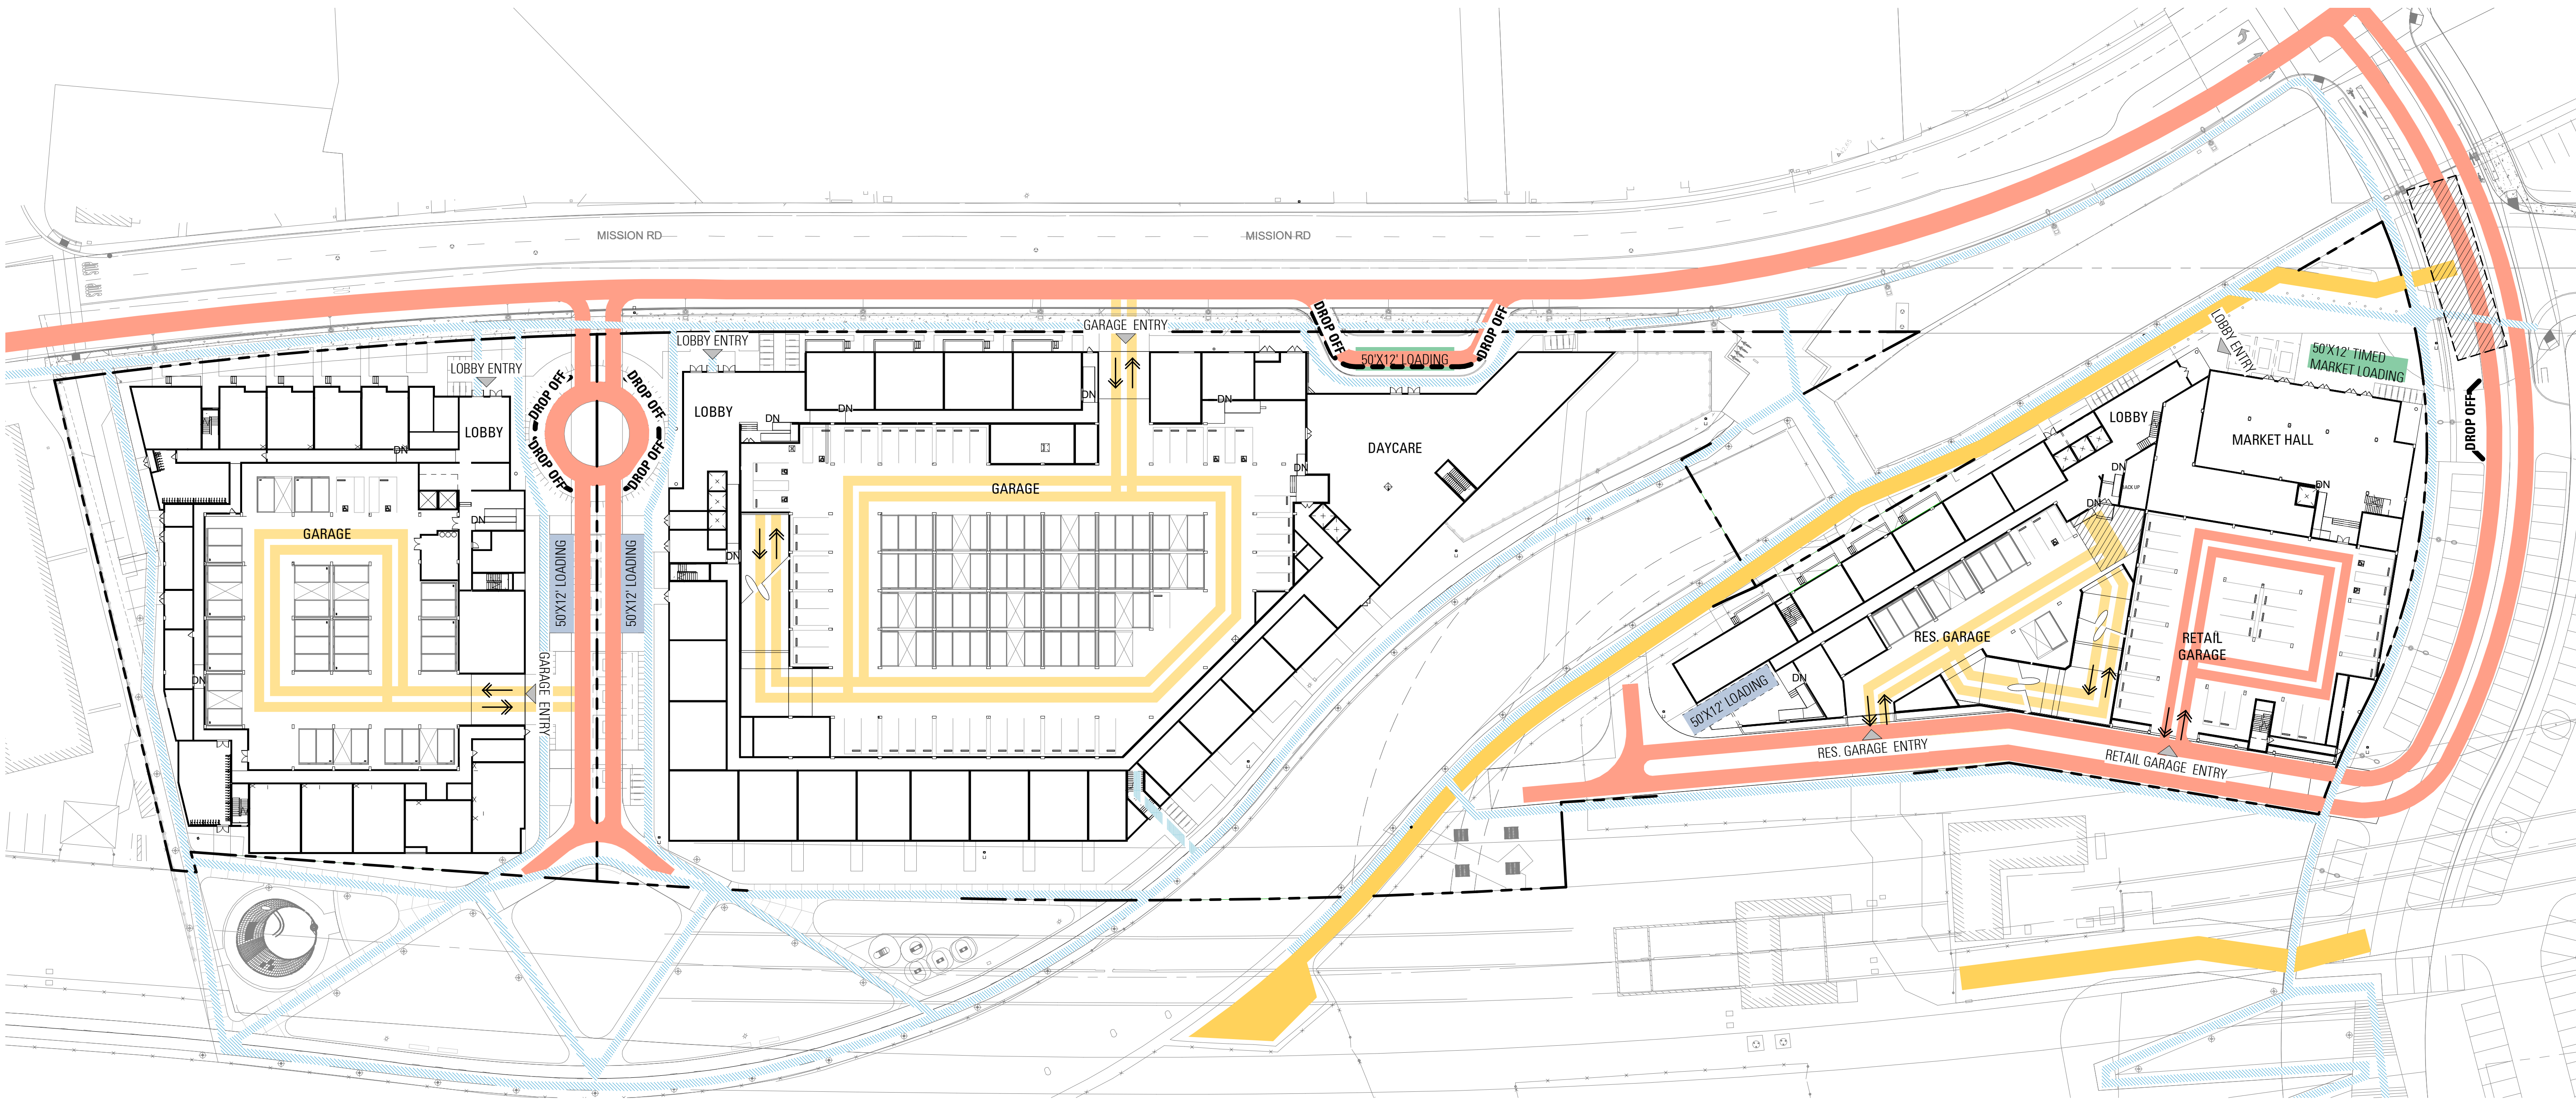 MISSION RD
MISSION RD
GARAGE ENTRY
LOBBY ENTRY
LOBBY ENTRY
DROP OFF
DROP OFF
DROP OFF
DROP OFF
DROP OFF
DROP OFF
50'X12' LOADING
LOBBY ENTRY
50'X12' TIMED
MARKET LOADING
DROP OFF
LOBBY
LOBBY
LOBBY
MARKET HALL
DAYCARE
DN
DN
DN
DN
DN
DN
DN
DN
DN
DN
DN
BACK UP
DN
DN
DN
GARAGE
GARAGE
50'X12' LOADING
50'X12' LOADING
GARAGE ENTRY
RES. GARAGE
RETAIL
GARAGE
50'X12' LOADING
RES. GARAGE ENTRY
RETAIL GARAGE ENTRY